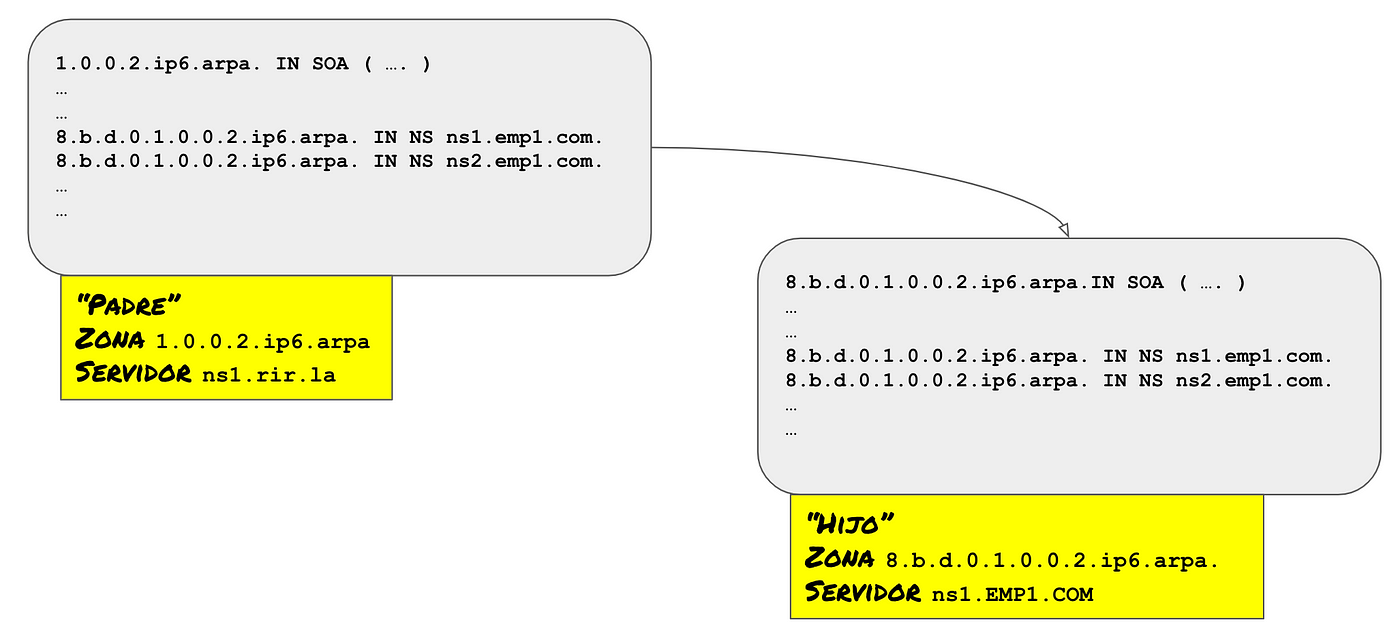 1.0.0.2.ip6.arpa. IN SOA ( …. )
…
…
8.b.d.0.1.0.0.2.ip6.arpa. IN NS ns1.emp1.com.
8.b.d.0.1.0.0.2.ip6.arpa. IN NS ns2.emp1.com.
…
…
“Padre”
Zona 1.0.0.2.ip6.arpa
Servidor ns1.rir.la
8.b.d.0.1.0.0.2.ip6.arpa.IN SOA ( …. )
…
…
8.b.d.0.1.0.0.2.ip6.arpa. IN NS ns1.emp1.com.
8.b.d.0.1.0.0.2.ip6.arpa. IN NS ns2.emp1.com.
…
…
“Hijo”
Zona 8.b.d.0.1.0.0.2.ip6.arpa.
Servidor ns1.EMP1.COM